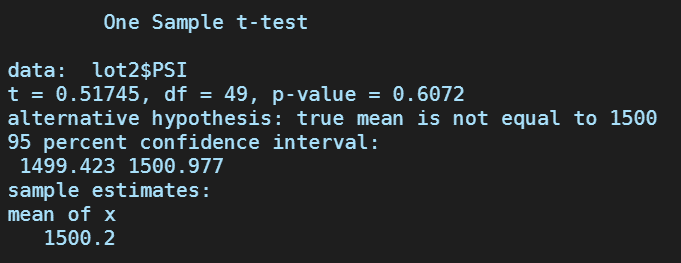 One Sample t-test
data:  lot2$PSI
t = 0.51745, df = 49, p-value = 0.6072
alternative hypothesis: true mean is not equal to 1500
95 percent confidence interval:
 1499.423 1500.977
sample estimates:
mean of x
   1500.2